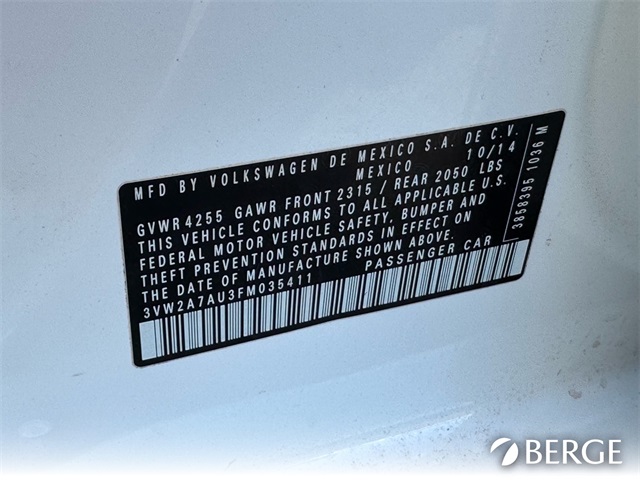 MFD BY VOLKSWAGEN DE MEXICO S.A. DE C.V.
MEXICO 10/14
GVWR 4255 GAWR FRONT 2315 / REAR 2050 LBS
THIS VEHICLE CONFORMS TO ALL APPLICABLE U.S.
FEDERAL MOTOR VEHICLE SAFETY, BUMPER AND
THEFT PREVENTION STANDARDS IN EFFECT ON
THE DATE OF MANUFACTURE SHOWN ABOVE.
3VW2A7AU3FM035411 PASSENGER CAR
3858395 1036 M
BERGE